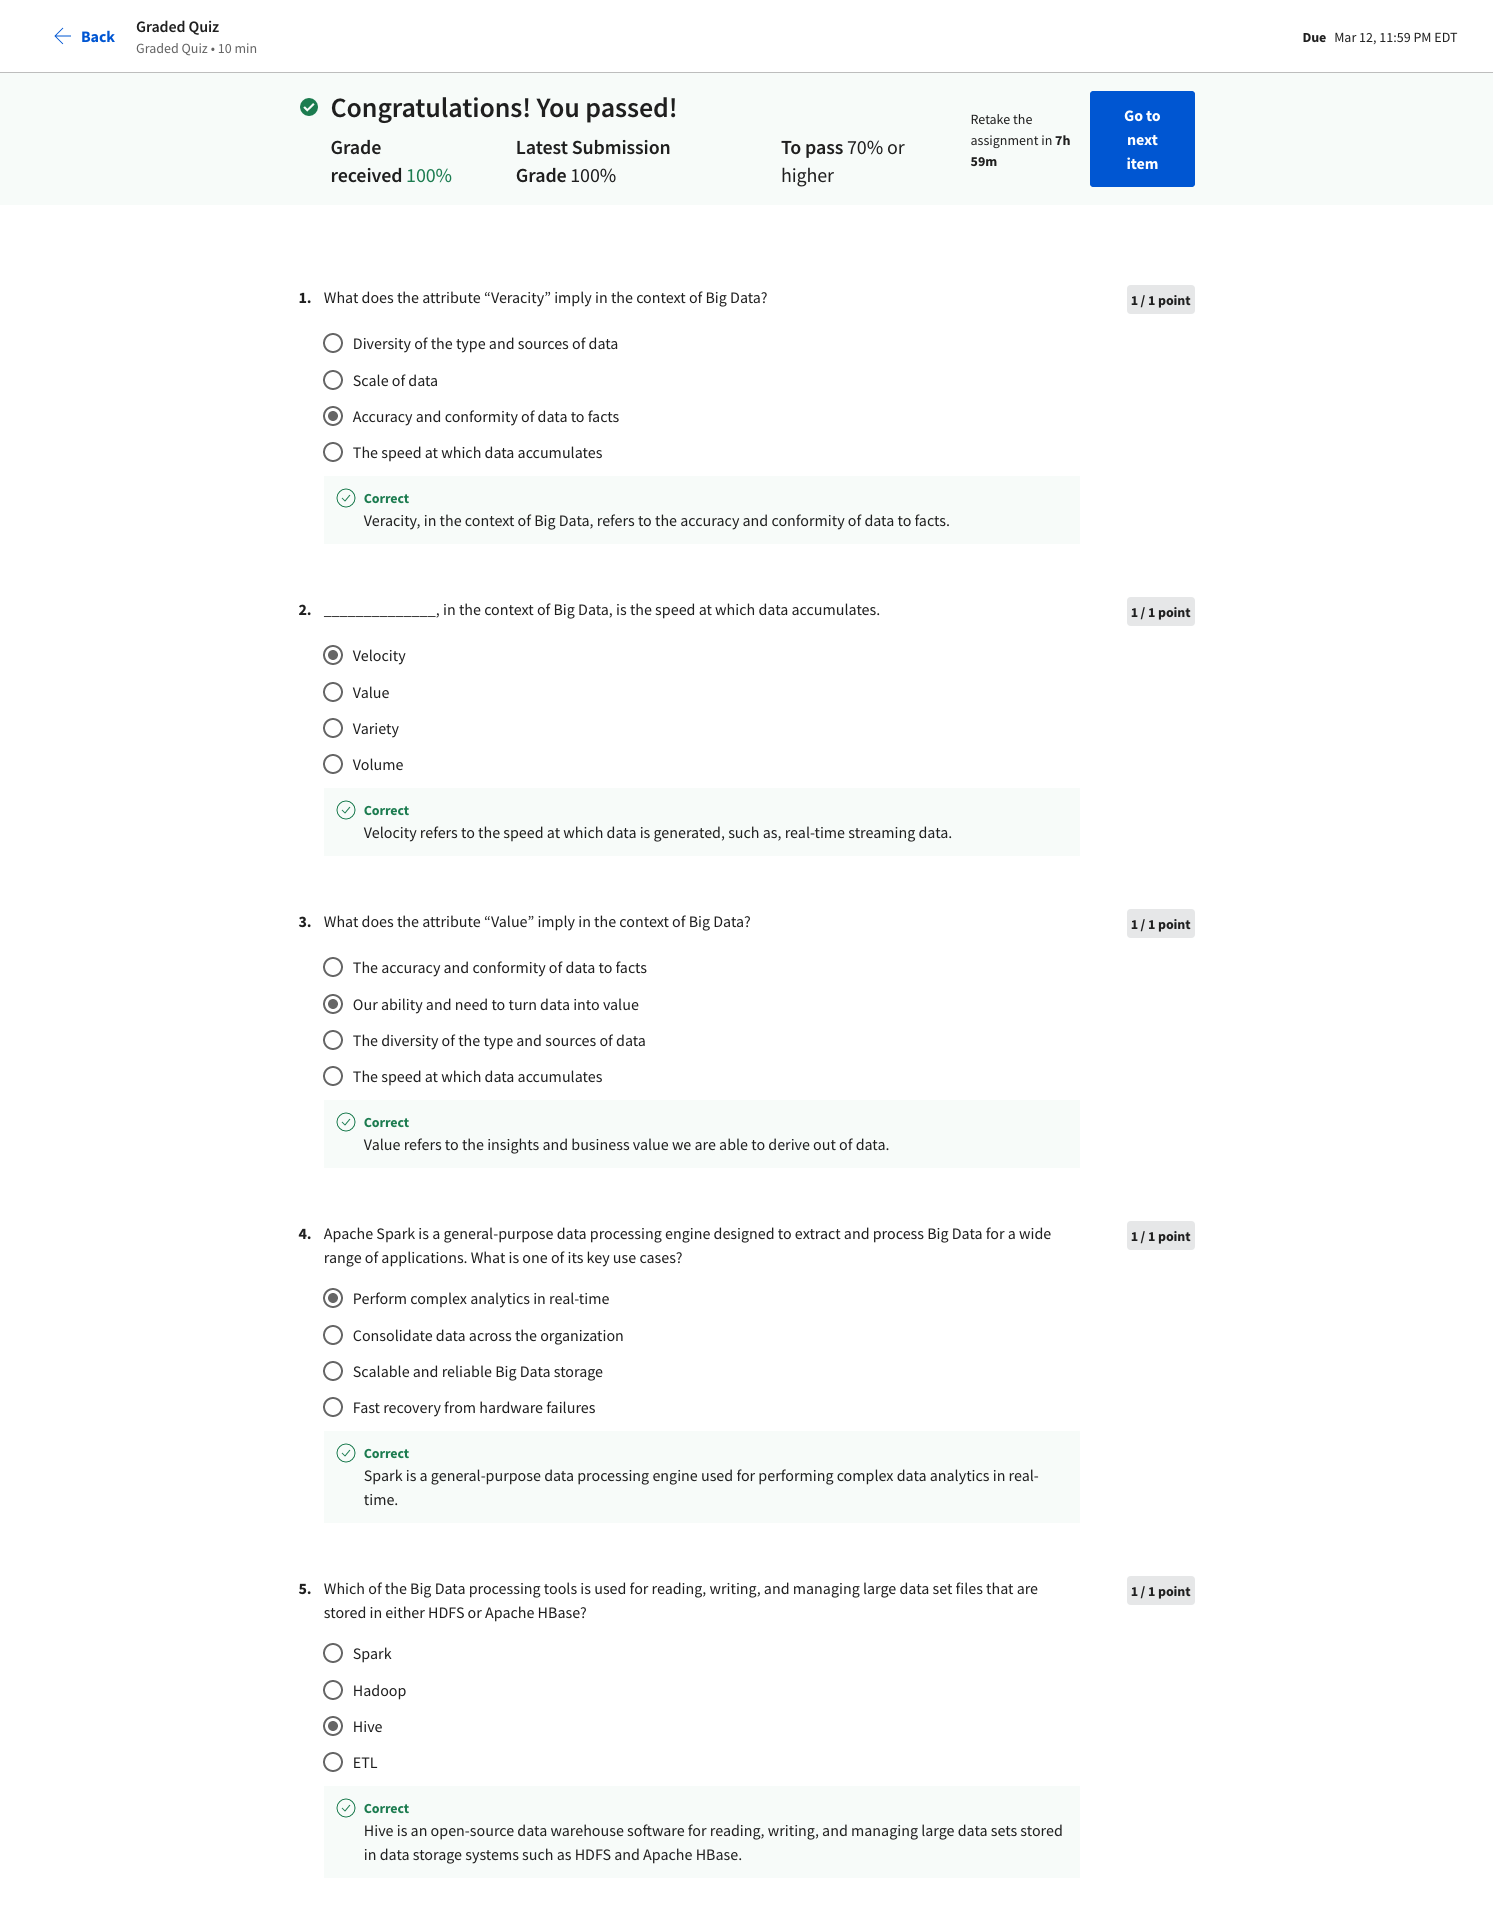 Back
Graded Quiz
Graded Quiz • 10 min
Due Mar 12, 11:59 PM EDT
Congratulations! You passed!
Grade received 100%
Latest Submission Grade 100%
To pass 70% or higher
Retake the assignment in 7h 59m
Go to next item
1. What does the attribute “Veracity” imply in the context of Big Data?
1 / 1 point
Diversity of the type and sources of data
Scale of data
Accuracy and conformity of data to facts
The speed at which data accumulates
Correct
Veracity, in the context of Big Data, refers to the accuracy and conformity of data to facts.
2. ______________, in the context of Big Data, is the speed at which data accumulates.
1 / 1 point
Velocity
Value
Variety
Volume
Correct
Velocity refers to the speed at which data is generated, such as, real-time streaming data.
3. What does the attribute “Value” imply in the context of Big Data?
1 / 1 point
The accuracy and conformity of data to facts
Our ability and need to turn data into value
The diversity of the type and sources of data
The speed at which data accumulates
Correct
Value refers to the insights and business value we are able to derive out of data.
4. Apache Spark is a general-purpose data processing engine designed to extract and process Big Data for a wide
range of applications. What is one of its key use cases?
1 / 1 point
Perform complex analytics in real-time
Consolidate data across the organization
Scalable and reliable Big Data storage
Fast recovery from hardware failures
Correct
Spark is a general-purpose data processing engine used for performing complex data analytics in real-
time.
5. Which of the Big Data processing tools is used for reading, writing, and managing large data set files that are
stored in either HDFS or Apache HBase?
1 / 1 point
Spark
Hadoop
Hive
ETL
Correct
Hive is an open-source data warehouse software for reading, writing, and managing large data sets stored
in data storage systems such as HDFS and Apache HBase.